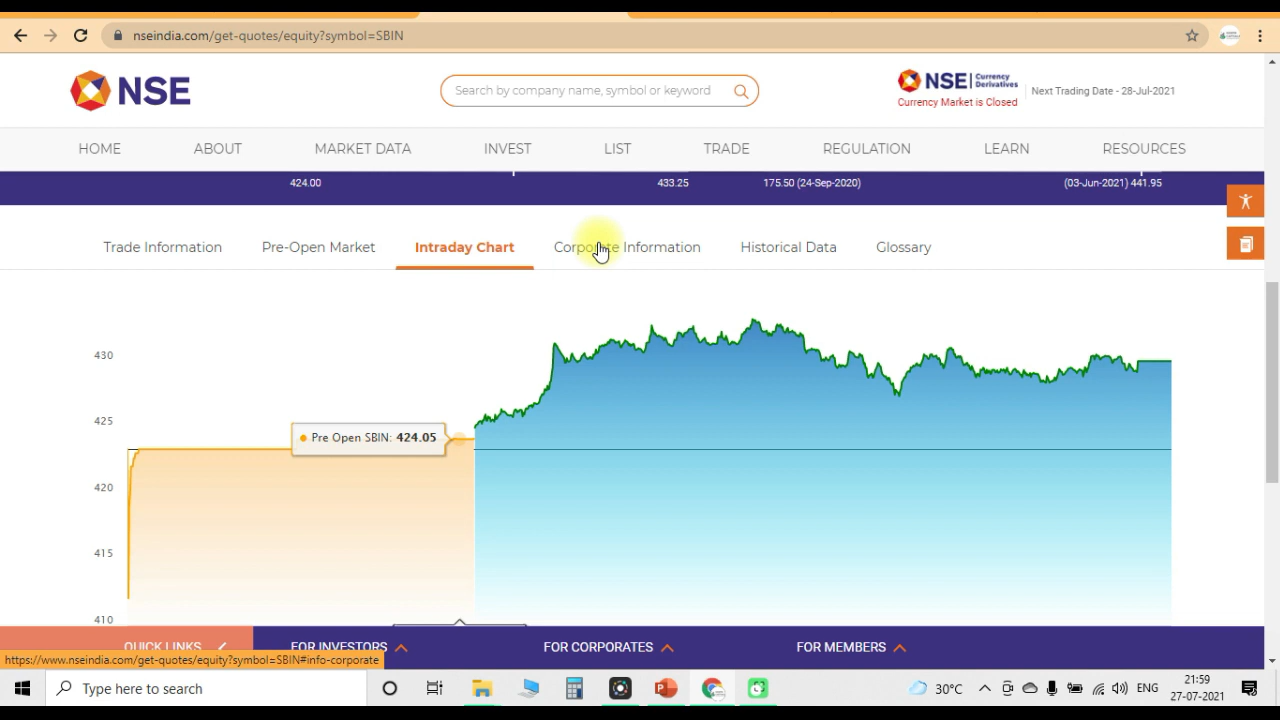 nseindia.com/get-quotes/equity?symbol=SBIN
NSE
Search by company name, symbol or keyword
NSE Currency Derivatives
Currency Market is Closed
Next Trading Date - 28-Jul-2021
HOME ABOUT MARKET DATA INVEST LIST TRADE REGULATION LEARN RESOURCES
424.00 433.25 175.50 (24-Sep-2020) (03-Jun-2021) 441.95
Trade Information Pre-Open Market Intraday Chart Corporate Information Historical Data Glossary
430
425
Pre Open SBIN: 424.05
420
415
410
QUICK LINKS FOR INVESTORS FOR CORPORATES FOR MEMBERS
https://www.nseindia.com/get-quotes/equity?symbol=SBIN#info-corporate
Type here to search
30°C
ENG
21:59
27-07-2021